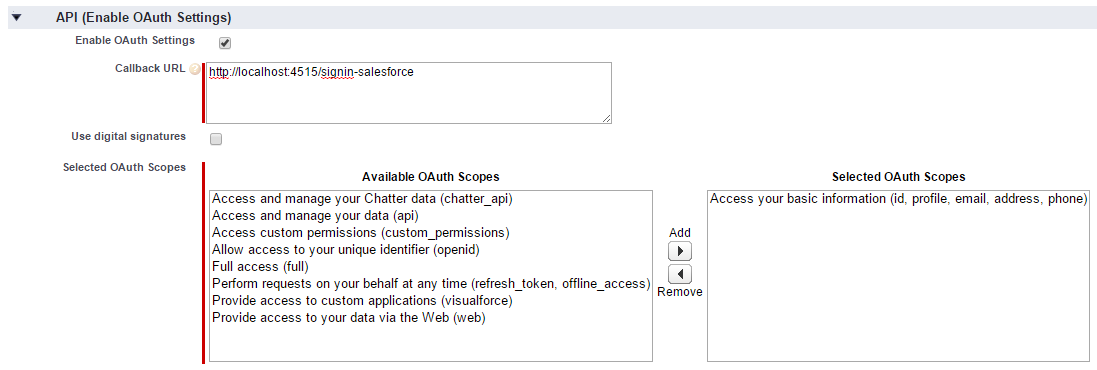 API (Enable OAuth Settings)
Enable OAuth Settings
Callback URL
http://localhost:4515/signin-salesforce
Use digital signatures
Selected OAuth Scopes
Available OAuth Scopes
Selected OAuth Scopes
Access and manage your Chatter data (chatter_api)
Access and manage your data (api)
Access custom permissions (custom_permissions)
Allow access to your unique identifier (openid)
Full access (full)
Perform requests on your behalf at any time (refresh_token, offline_access)
Provide access to custom applications (visualforce)
Provide access to your data via the Web (web)
Add
Remove
Access your basic information (id, profile, email, address, phone)